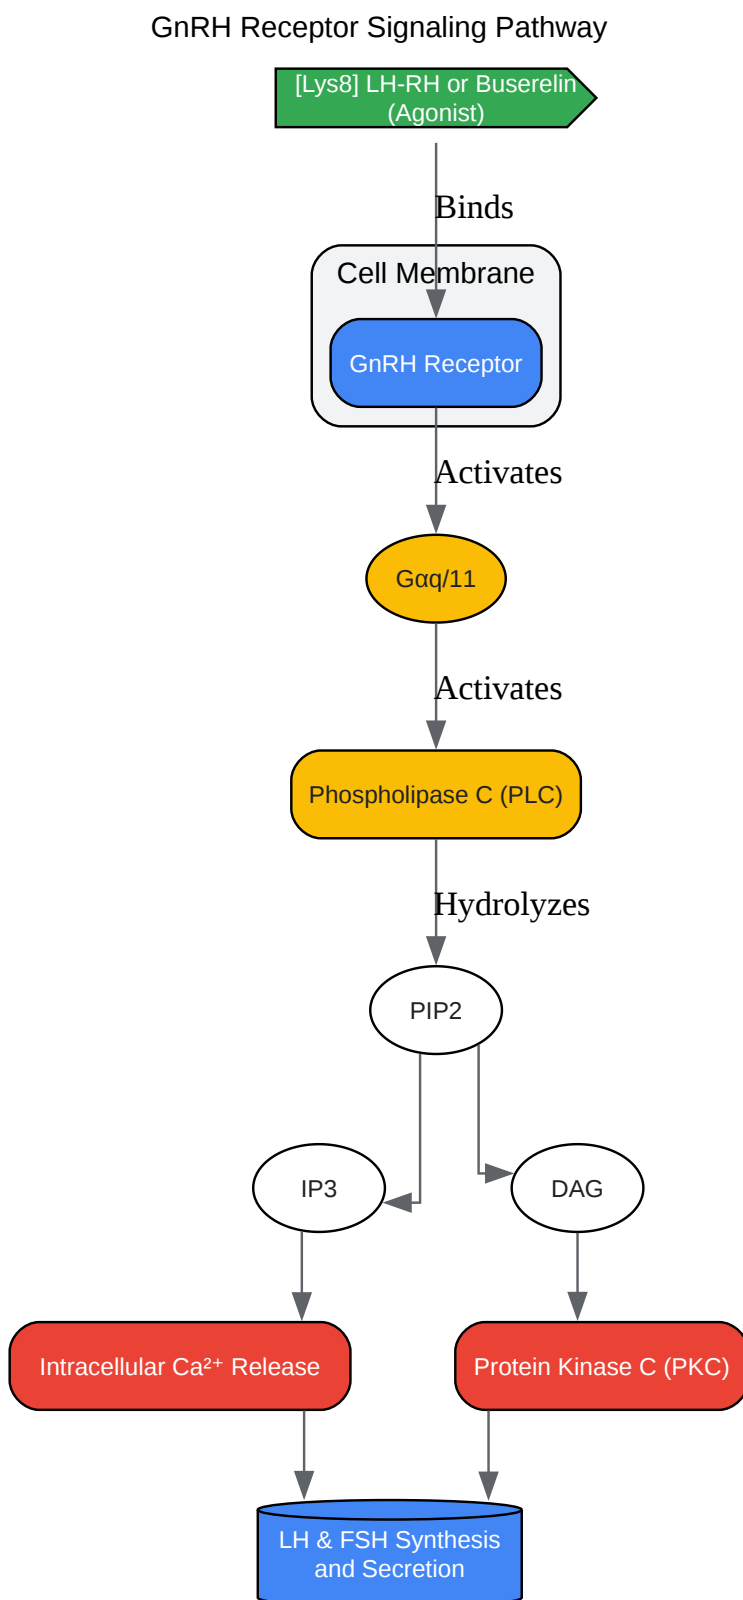 GnRH Receptor Signaling Pathway
[Lys8] LH-RH or Buserelin
(Agonist)
Binds
Cell Membrane
GnRH Receptor
Activates
Gαq/11
Activates
Phospholipase C (PLC)
Hydrolyzes
PIP2
IP3
DAG
Intracellular Ca²⁺ Release
Protein Kinase C (PKC)
LH & FSH Synthesis
and Secretion